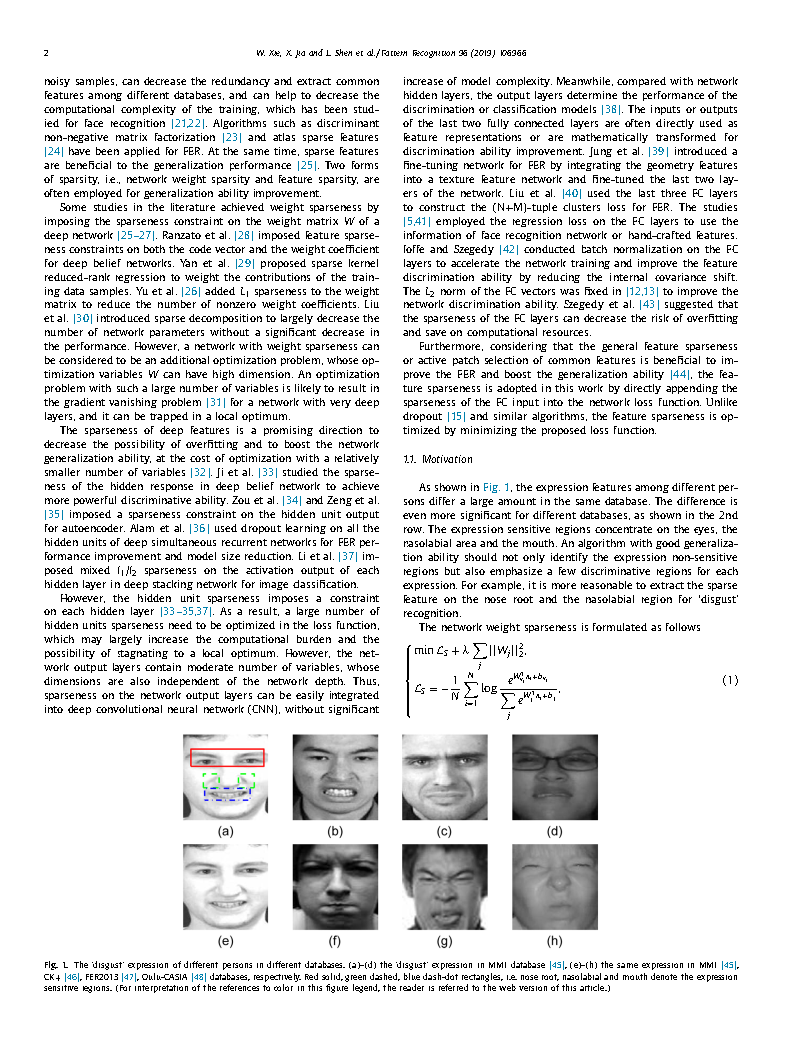 2
W. Xie, X. Jia and L. Shen et al. / Pattern Recognition 96 (2019) 106966
noisy samples, can decrease the redundancy and extract common
features among different databases, and can help to decrease the
computational complexity of the training, which has been stud-
ied for face recognition [21,22]. Algorithms such as discriminant
non-negative matrix factorization [23] and atlas sparse features
[24] have been applied for FER. At the same time, sparse features
are beneficial to the generalization performance [25]. Two forms
of sparsity, i.e., network weight sparsity and feature sparsity, are
often employed for generalization ability improvement.
Some studies in the literature achieved weight sparseness by
imposing the sparseness constraint on the weight matrix W of a
deep network [25–27]. Ranzato et al. [28] imposed feature sparse-
ness constraints on both the code vector and the weight coefficient
for deep belief networks. Yan et al. [29] proposed sparse kernel
reduced-rank regression to weight the contributions of the train-
ing data samples. Yu et al. [26] added L1 sparseness to the weight
matrix to reduce the number of nonzero weight coefficients. Liu
et al. [30] introduced sparse decomposition to largely decrease the
number of network parameters without a significant decrease in
the performance. However, a network with weight sparseness can
be considered to be an additional optimization problem, whose op-
timization variables W can have high dimension. An optimization
problem with such a large number of variables is likely to result in
the gradient vanishing problem [31] for a network with very deep
layers, and it can be trapped in a local optimum.
The sparseness of deep features is a promising direction to
decrease the possibility of overfitting and to boost the network
generalization ability, at the cost of optimization with a relatively
smaller number of variables [32]. Ji et al. [33] studied the sparse-
ness of the hidden response in deep belief network to achieve
more powerful discriminative ability. Zou et al. [34] and Zeng et al.
[35] imposed a sparseness constraint on the hidden unit output
for autoencoder. Alam et al. [36] used dropout learning on all the
hidden units of deep simultaneous recurrent networks for FER per-
formance improvement and model size reduction. Li et al. [37] im-
posed mixed l1/l2 sparseness on the activation output of each
hidden layer in deep stacking network for image classification.
However, the hidden unit sparseness imposes a constraint
on each hidden layer [33–35,37]. As a result, a large number of
hidden units sparseness need to be optimized in the loss function,
which may largely increase the computational burden and the
possibility of stagnating to a local optimum. However, the net-
work output layers contain moderate number of variables, whose
dimensions are also independent of the network depth. Thus,
sparseness on the network output layers can be easily integrated
into deep convolutional neural network (CNN), without significant
increase of model complexity. Meanwhile, compared with network
hidden layers, the output layers determine the performance of the
discrimination or classification models [38]. The inputs or outputs
of the last two fully connected layers are often directly used as
feature representations or are mathematically transformed for
discrimination ability improvement. Jung et al. [39] introduced a
fine-tuning network for FER by integrating the geometry features
into a texture feature network and fine-tuned the last two lay-
ers of the network. Liu et al. [40] used the last three FC layers
to construct the (N+M)-tuple clusters loss for FER. The studies
[5,41] employed the regression loss on the FC layers to use the
information of face recognition network or hand-crafted features.
Ioffe and Szegedy [42] conducted batch normalization on the FC
layers to accelerate the network training and improve the feature
discrimination ability by reducing the internal covariance shift.
The L2 norm of the FC vectors was fixed in [12,13] to improve the
network discrimination ability. Szegedy et al. [43] suggested that
the sparseness of the FC layers can decrease the risk of overfitting
and save on computational resources.
Furthermore, considering that the general feature sparseness
or active patch selection of common features is beneficial to im-
prove the FER and boost the generalization ability [44], the fea-
ture sparseness is adopted in this work by directly appending the
sparseness of the FC input into the network loss function. Unlike
dropout [15] and similar algorithms, the feature sparseness is op-
timized by minimizing the proposed loss function.
1.1. Motivation
As shown in Fig. 1, the expression features among different per-
sons differ a large amount in the same database. The difference is
even more significant for different databases, as shown in the 2nd
row. The expression sensitive regions concentrate on the eyes, the
nasolabial area and the mouth. An algorithm with good generaliza-
tion ability should not only identify the expression non-sensitive
regions but also emphasize a few discriminative regions for each
expression. For example, it is more reasonable to extract the sparse
feature on the nose root and the nasolabial region for 'disgust'
recognition.
The network weight sparseness is formulated as follows
min L_S + λ ∑_j ||W_j||_2^2,
L_S = −1/N ∑_{i=1}^N log
(1)
(a) (b) (c) (d)
(e) (f) (g) (h)
Fig. 1. The 'disgust' expression of different persons in different databases. (a)–(d) the 'disgust' expression in MMI database [45], (e)–(h) the same expression in MMI [45],
CK+ [46], FER2013 [47], Oulu-CASIA [48] databases, respectively. Red solid, green dashed, blue dash-dot rectangles, i.e. nose root, nasolabial and mouth denote the expression
sensitive regions. (For interpretation of the references to color in this figure legend, the reader is referred to the web version of this article.)